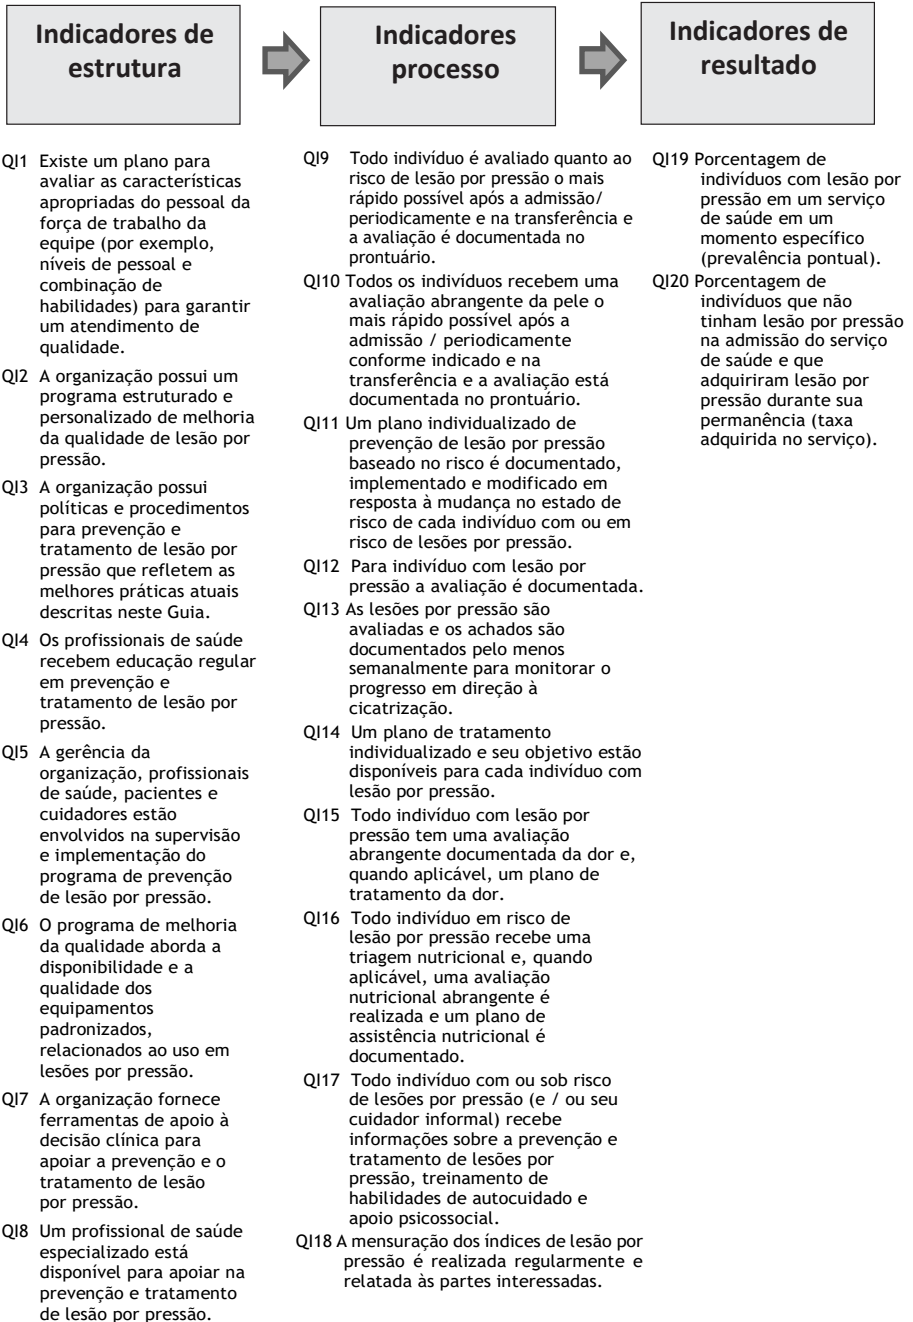 Indicadores de
estrutura
Indicadores
processo
Indicadores de
resultado
QI1 Existe um plano para
avaliar as características
apropriadas do pessoal da
força de trabalho da
equipe (por exemplo,
níveis de pessoal e
combinação de
habilidades) para garantir
um atendimento de
qualidade.
QI2 A organização possui um
programa estruturado e
personalizado de melhoria
da qualidade de lesão por
pressão.
QI3 A organização possui
políticas e procedimentos
para prevenção e
tratamento de lesão por
pressão que refletem as
melhores práticas atuais
descritas neste Guia.
QI4 Os profissionais de saúde
recebem educação regular
em prevenção e
tratamento de lesão por
pressão.
QI5 A gerência da
organização, profissionais
de saúde, pacientes e
cuidadores estão
envolvidos na supervisão
e implementação do
programa de prevenção
de lesão por pressão.
QI6 O programa de melhoria
da qualidade aborda a
disponibilidade e a
qualidade dos
equipamentos
padronizados,
relacionados ao uso em
lesões por pressão.
QI7 A organização fornece
ferramentas de apoio à
decisão clínica para
apoiar a prevenção e o
tratamento de lesão
por pressão.
QI8 Um profissional de saúde
especializado está
disponível para apoiar na
prevenção e tratamento
de lesão por pressão.
QI9 Todo indivíduo é avaliado quanto ao
risco de lesão por pressão o mais
rápido possível após a admissão/
periodicamente e na transferência e
a avaliação é documentada no
prontuário.
QI10 Todos os indivíduos recebem uma
avaliação abrangente da pele o
mais rápido possível após a
admissão / periodicamente
conforme indicado e na
transferência e a avaliação está
documentada no prontuário.
QI11 Um plano individualizado de
prevenção de lesão por pressão
baseado no risco é documentado,
implementado e modificado em
resposta à mudança no estado de
risco de cada indivíduo com ou em
risco de lesões por pressão.
QI12 Para indivíduo com lesão por
pressão a avaliação é documentada.
QI13 As lesões por pressão são
avaliadas e os achados são
documentados pelo menos
semanalmente para monitorar o
progresso em direção à
cicatrização.
QI14 Um plano de tratamento
individualizado e seu objetivo estão
disponíveis para cada indivíduo com
lesão por pressão.
QI15 Todo indivíduo com lesão por
pressão tem uma avaliação
abrangente documentada da dor e,
quando aplicável, um plano de
tratamento da dor.
QI16 Todo indivíduo em risco de
lesão por pressão recebe uma
triagem nutricional e, quando
aplicável, uma avaliação
nutricional abrangente é
realizada e um plano de
assistência nutricional é
documentado.
QI17 Todo indivíduo com ou sob risco
de lesões por pressão (e / ou seu
cuidador informal) recebe
informações sobre a prevenção e
tratamento de lesões por
pressão, treinamento de
habilidades de autocuidado e
apoio psicossocial.
QI18 A mensuração dos índices de lesão por
pressão é realizada regularmente e
relatada às partes interessadas.
QI19 Porcentagem de
indivíduos com lesão por
pressão em um serviço
de saúde em um
momento específico
(prevalência pontual).
QI20 Porcentagem de
indivíduos que não
tinham lesão por pressão
na admissão do serviço
de saúde e que
adquiriram lesão por
pressão durante sua
permanência (taxa
adquirida no serviço).